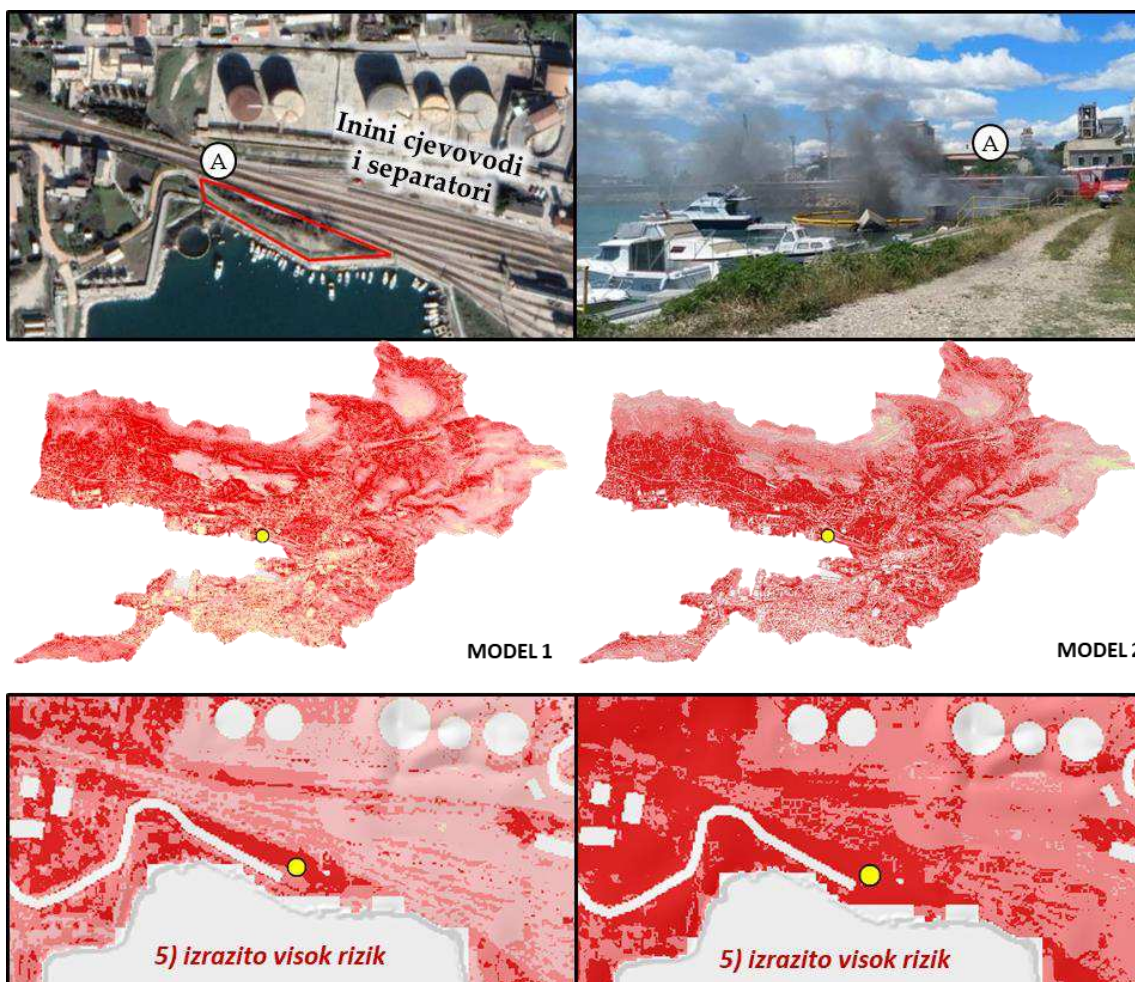 A
Inini cjevovodi
i separatori
A
MODEL 1
MODEL 2
5) izrazito visok rizik
5) izrazito visok rizik